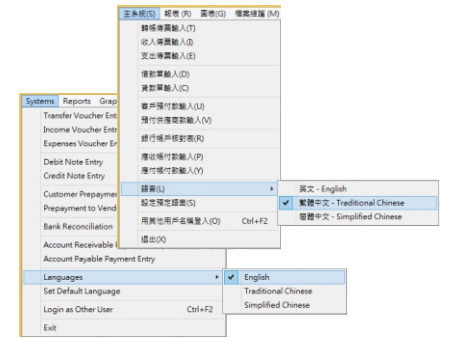 主系統(S) 報表(R) 圖表(G) 檔案維護(M)
轉帳傳票輸入(T)
收入傳票輸入(I)
支出傳票輸入(E)
借款單輸入(D)
貸款單輸入(C)
客戶預付款輸入(U)
預付供應商款輸入(V)
銀行帳戶核對表(R)
應收帳付款輸入(P)
應付帳付款輸入(Y)
語言(L)
設定預定語言(S)
用其他用戶名稱登入(O) Ctrl+F2
退出(X)
英文 - English
繁體中文 - Traditional Chinese
簡體中文 - Simplified Chinese
Systems Reports Grap
Transfer Voucher Ent
Income Voucher Entr
Expenses Voucher Er
Debit Note Entry
Credit Note Entry
Customer Prepaymen
Prepayment to Vend
Bank Reconciliation
Account Receivable
Account Payable Payment Entry
Languages
Set Default Language
Login as Other User Ctrl+F2
Exit
English
Traditional Chinese
Simplified Chinese